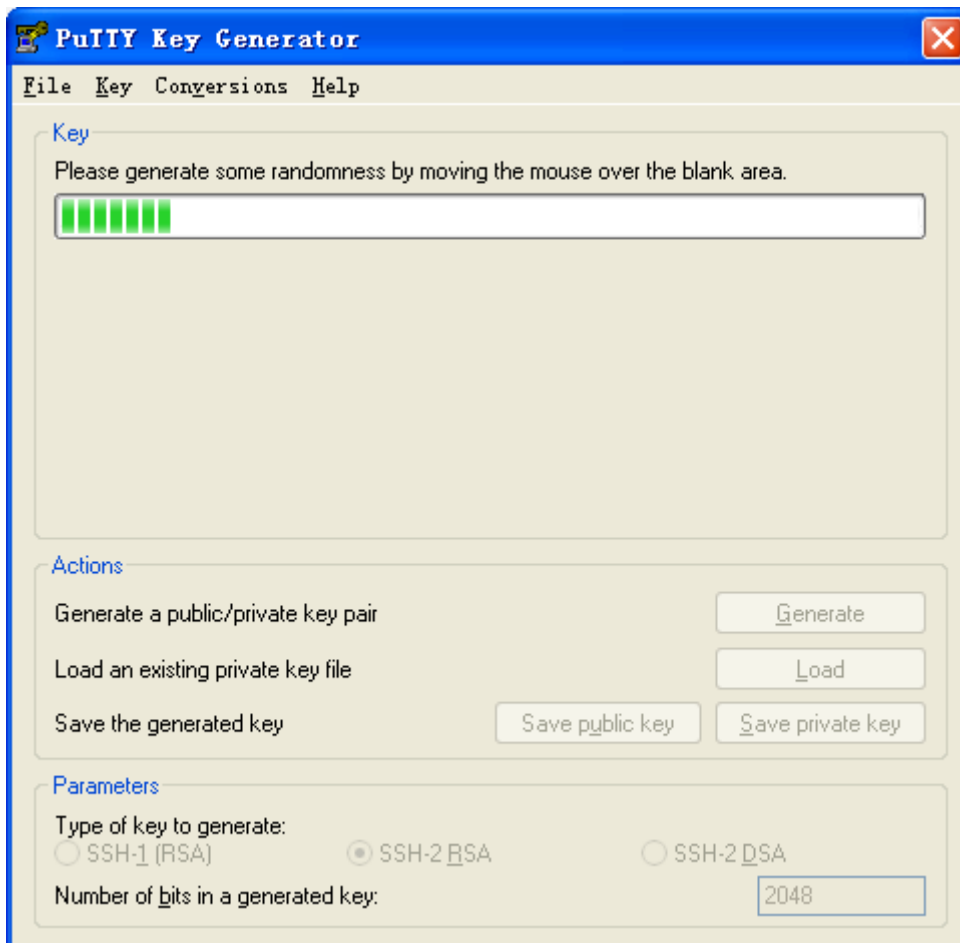 PuTTY Key Generator
File Key Conversions Help
Key
Please generate some randomness by moving the mouse over the blank area.
Actions
Generate a public/private key pair Generate
Load an existing private key file Load
Save the generated key Save public key Save private key
Parameters
Type of key to generate:
SSH-1 (RSA) SSH-2 RSA SSH-2 DSA
Number of bits in a generated key: 2048